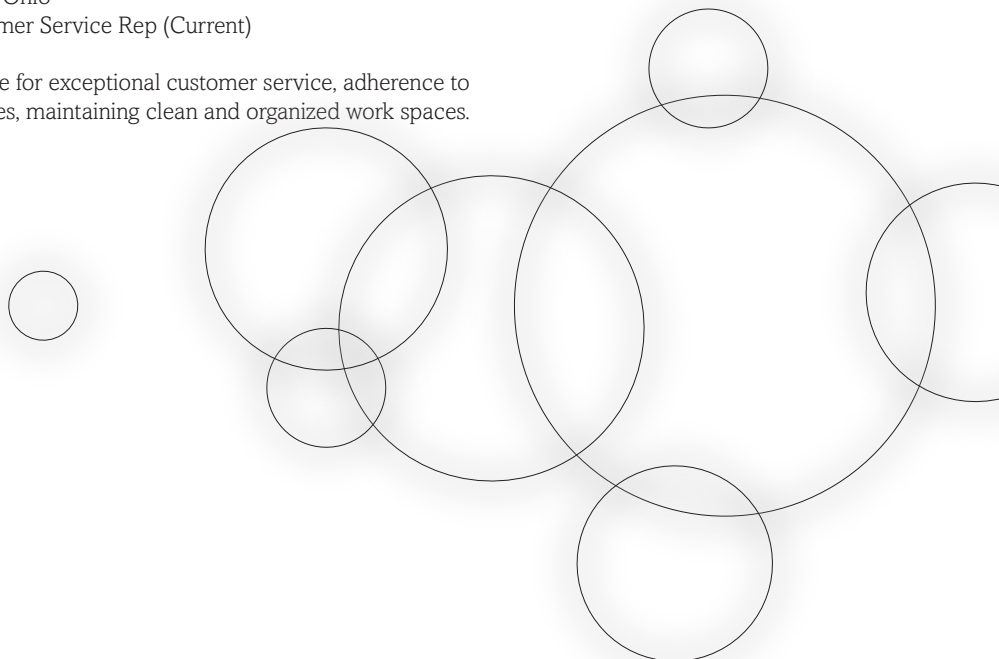 Ohio
mer Service Rep (Current)
e for exceptional customer service, adherence to
es, maintaining clean and organized work spaces.